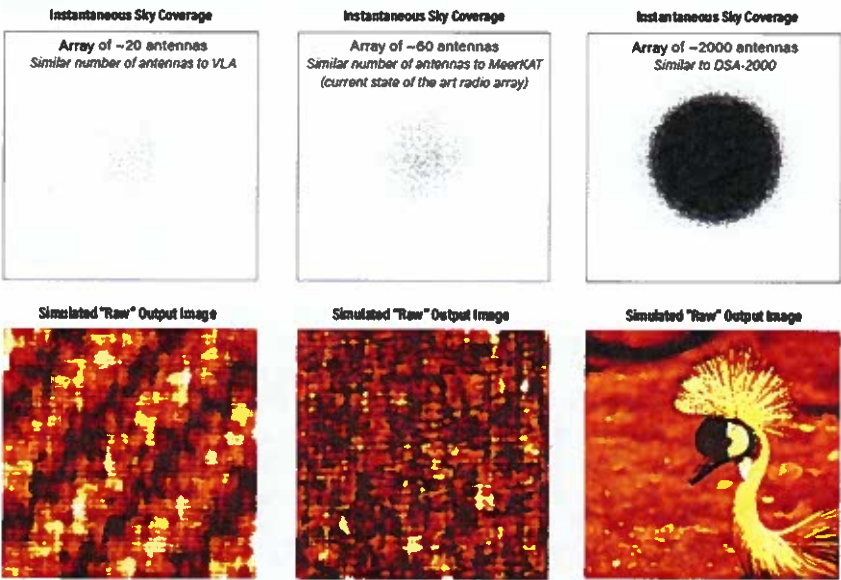 Instantaneous Sky Coverage
Array of ~20 antennas
Similar number of antennas to VLA
Instantaneous Sky Coverage
Array of ~60 antennas
Similar number of antennas to MeerKAT
(current state of the art radio array)
Instantaneous Sky Coverage
Array of ~2000 antennas
Similar to DSA-2000
Simulated "Raw" Output Image
Simulated "Raw" Output Image
Simulated "Raw" Output Image